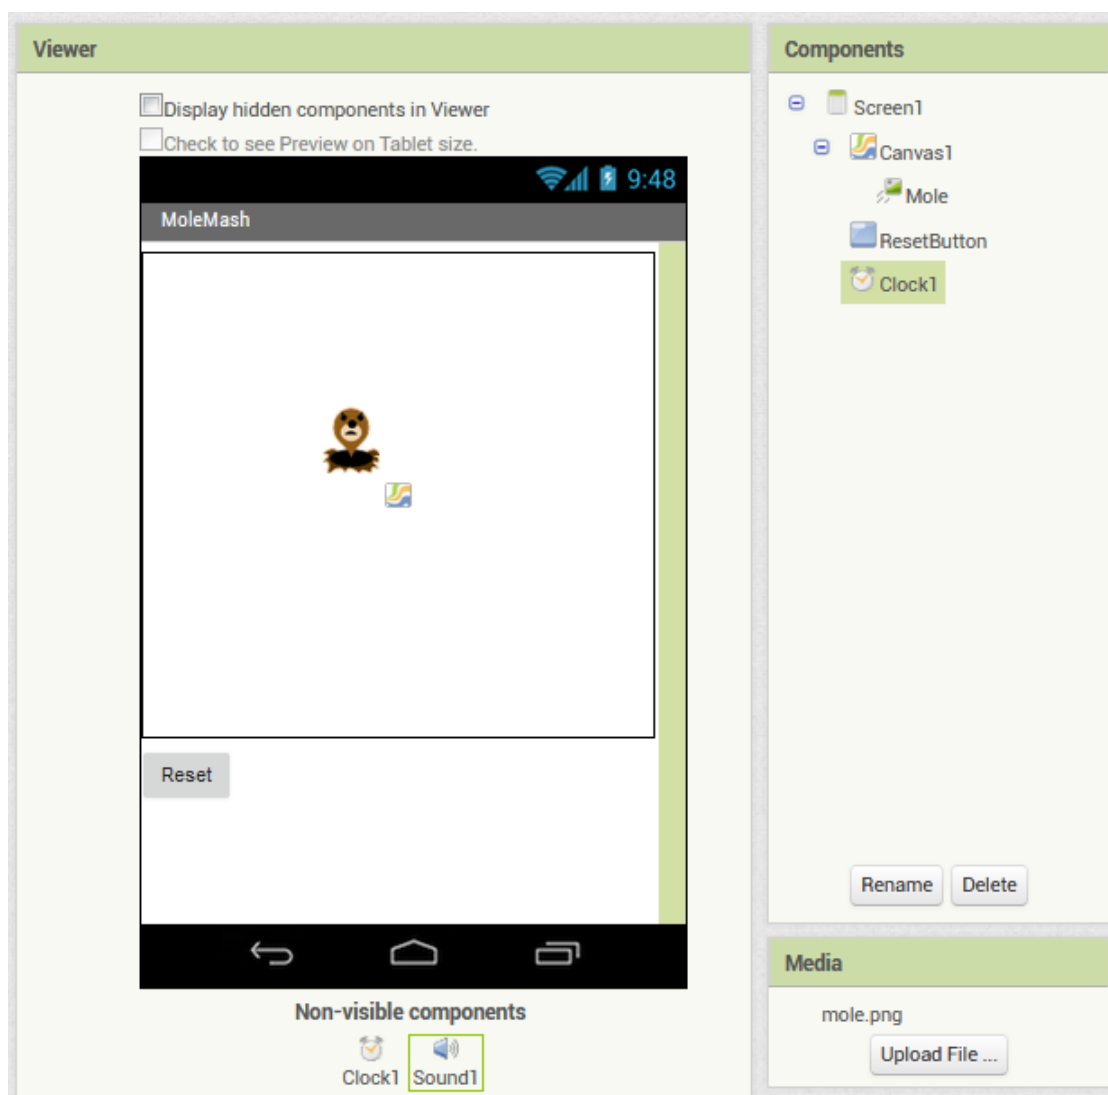 Viewer
Display hidden components in Viewer
Check to see Preview on Tablet size.
9:48
MoleMash
Reset
Non-visible components
Clock1 Sound1
Components
Screen1
Canvas1
Mole
ResetButton
Clock1
Rename Delete
Media
mole.png
Upload File ...